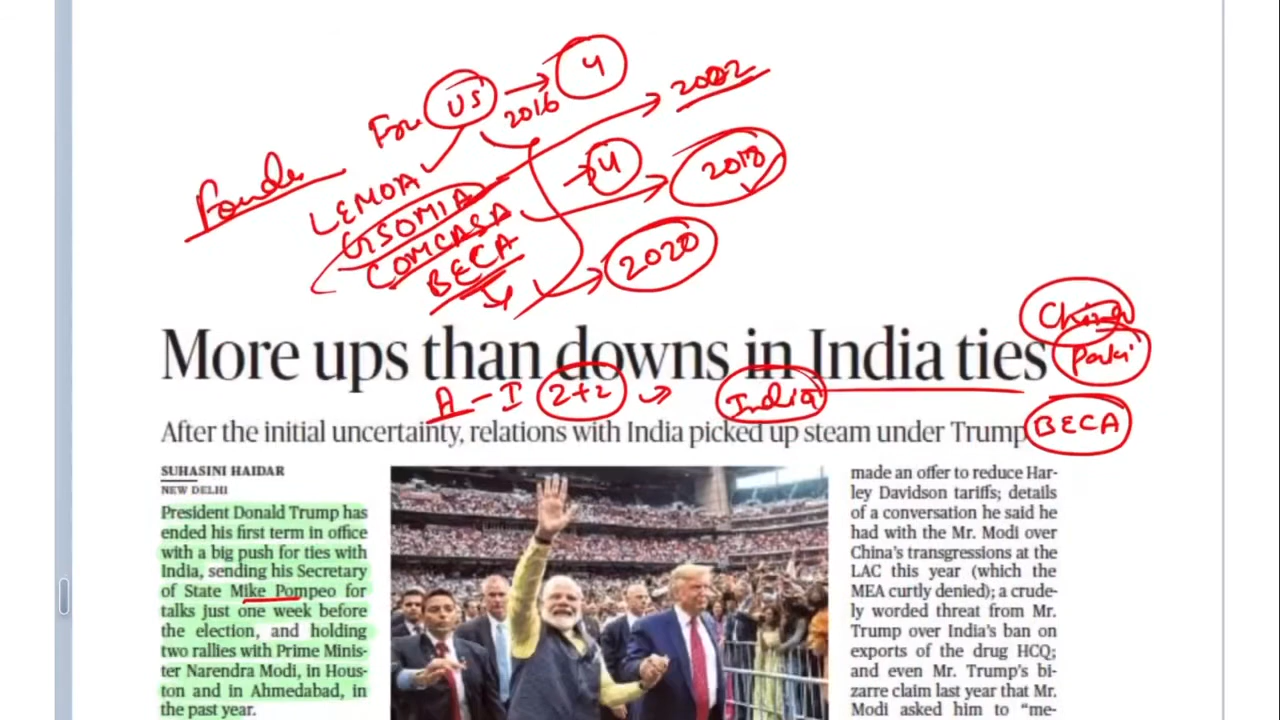 For US → 4
2016
2002
LEMOA
GSOMIA
4
2018
COMCASA
BECA
2020
China
More ups than downs in India ties
Paki
A - I 2+2 → India
After the initial uncertainty, relations with India picked up steam under Trump
BECA
SUHASINI HAIDAR
NEW DELHI
President Donald Trump has
ended his first term in office
with a big push for ties with
India, sending his Secretary
of State Mike Pompeo for
talks just one week before
the election, and holding
two rallies with Prime Minis-
ter Narendra Modi, in Hous-
ton and in Ahmedabad, in
the past year.
made an offer to reduce Har-
ley Davidson tariffs; details
of a conversation he said he
had with the Mr. Modi over
China's transgressions at the
LAC this year (which the
MEA curtly denied); a crude-
ly worded threat from Mr.
Trump over India's ban on
exports of the drug HCQ;
and even Mr. Trump's bi-
zarre claim last year that Mr.
Modi asked him to "me-